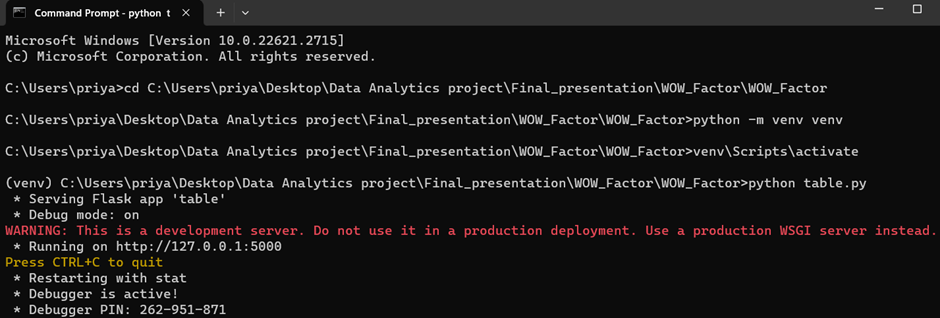 Command Prompt - python t
Microsoft Windows [Version 10.0.22621.2715]
(c) Microsoft Corporation. All rights reserved.
C:\Users\priya>cd C:\Users\priya\Desktop\Data Analytics project\Final_presentation\WOW_Factor\WOW_Factor
C:\Users\priya\Desktop\Data Analytics project\Final_presentation\WOW_Factor\WOW_Factor>python -m venv venv
C:\Users\priya\Desktop\Data Analytics project\Final_presentation\WOW_Factor\WOW_Factor>venv\Scripts\activate
(venv) C:\Users\priya\Desktop\Data Analytics project\Final_presentation\WOW_Factor\WOW_Factor>python table.py
 * Serving Flask app 'table'
 * Debug mode: on
WARNING: This is a development server. Do not use it in a production deployment. Use a production WSGI server instead.
 * Running on http://127.0.0.1:5000
Press CTRL+C to quit
 * Restarting with stat
 * Debugger is active!
 * Debugger PIN: 262-951-871